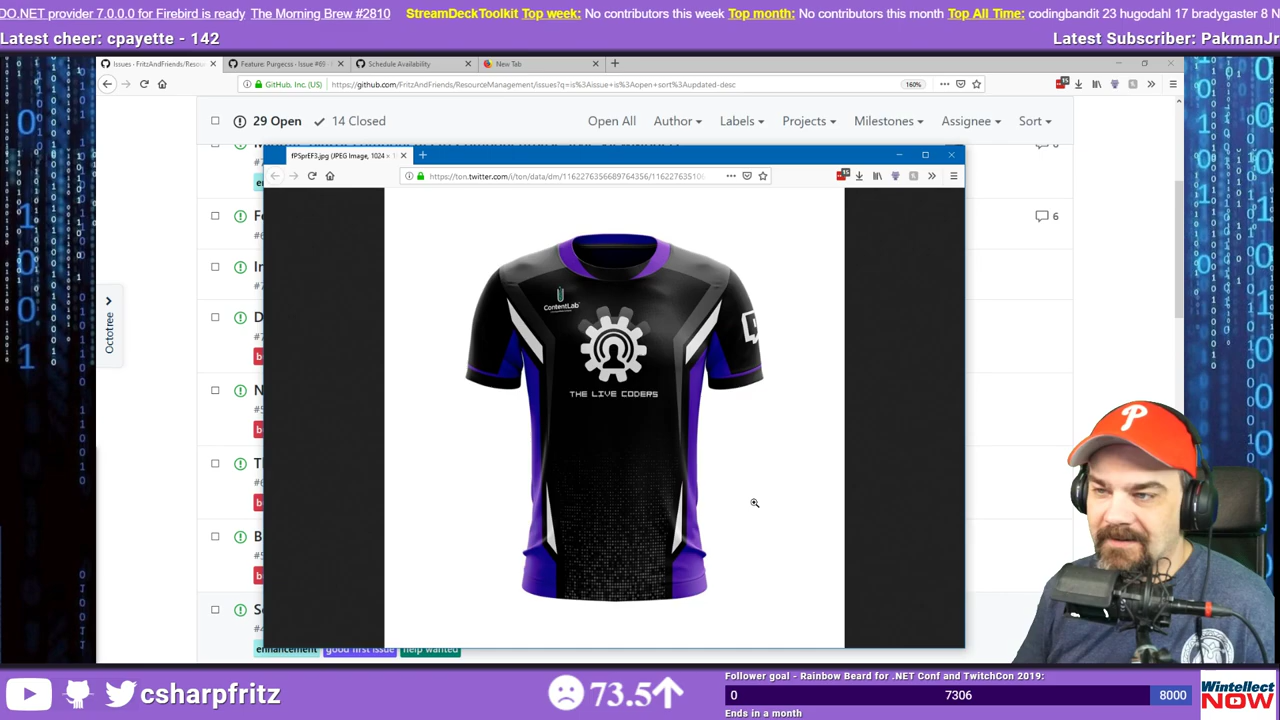 DO.NET provider 7.0.0.0 for Firebird is ready The Morning Brew #2810
StreamDeckToolkit Top week: No contributors this week Top month: No contributors this month Top All Time: codingbandit 23 hugodahl 17 bradygaster 8 N
Latest cheer: cpayette - 142
Latest Subscriber: PakmanJr
Issues · FritzAndFriends/Resou
Feature: Purgecss · Issue #69
Schedule Availability
New Tab
GitHub, Inc. (US)
https://github.com/FritzAndFriends/ResourceManagement/issues?q=is%3Aissue+is%3Aopen+sort%3Aupdated-desc
160%
15
29 Open
14 Closed
Open All
Author
Labels
Projects
Milestones
Assignee
Sort
fPSprEF3.jpg (JPEG Image, 1024 ×
https://ton.twitter.com/i/ton/data/dm/1162276356689764356/116227635106
15
6
Octotree
ContentLab
THE LIVE CODERS
enhancement
good first issue
help wanted
csharpfritz
73.5
Follower goal - Rainbow Beard for .NET Conf and TwitchCon 2019:
0
7306
8000
Ends in a month
Wintellect
NOW